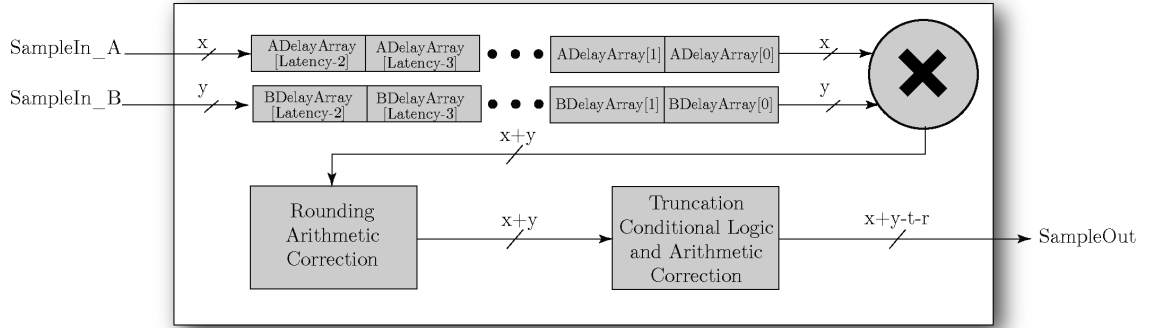 SampleIn_A
x
ADelayArray
[Latency-2]
ADelayArray
[Latency-3]
ADelayArray[1]
ADelayArray[0]
x
SampleIn_B
y
BDelayArray
[Latency-2]
BDelayArray
[Latency-3]
BDelayArray[1]
BDelayArray[0]
y
x+y
Rounding
Arithmetic
Correction
x+y
Truncation
Conditional Logic
and Arithmetic
Correction
x+y-t-r
SampleOut